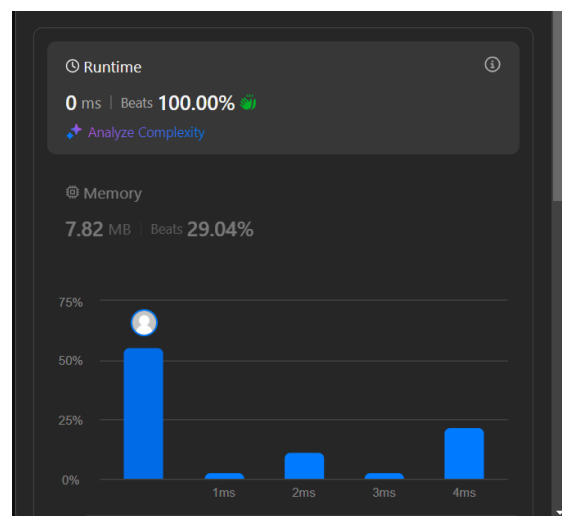 Runtime
0 ms | Beats 100.00%
Analyze Complexity
Memory
7.82 MB | Beats 29.04%
75%
50%
25%
0%
1ms 2ms 3ms 4ms